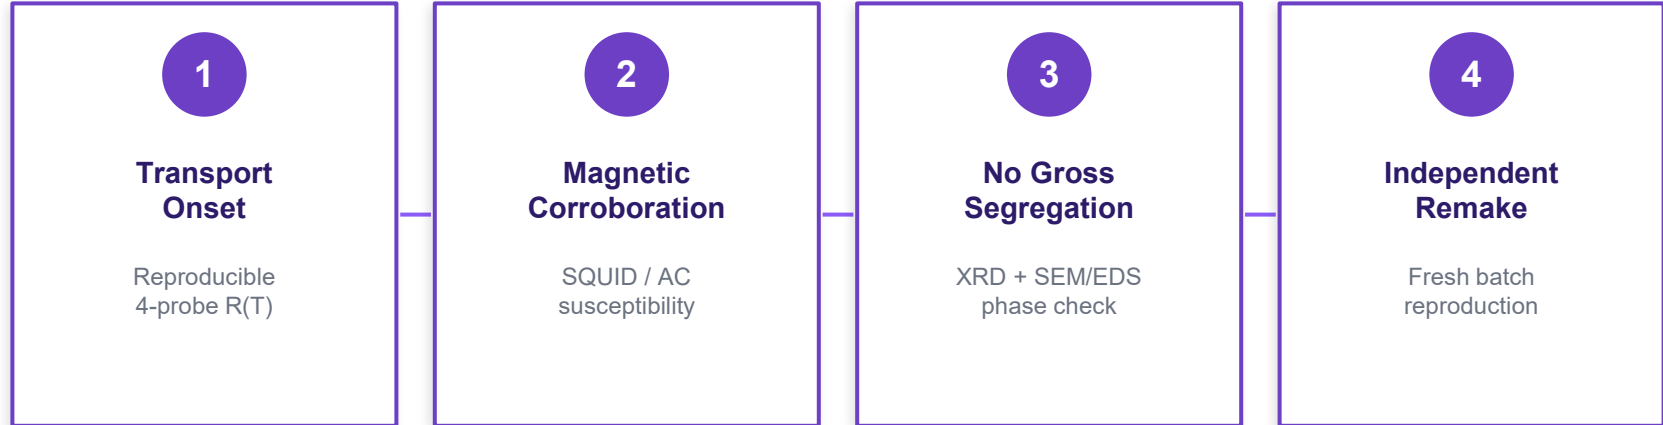 1
Transport
Onset
Reproducible
4-probe R(T)
2
Magnetic
Corroboration
SQUID / AC
susceptibility
3
No Gross
Segregation
XRD + SEM/EDS
phase check
4
Independent
Remake
Fresh batch
reproduction